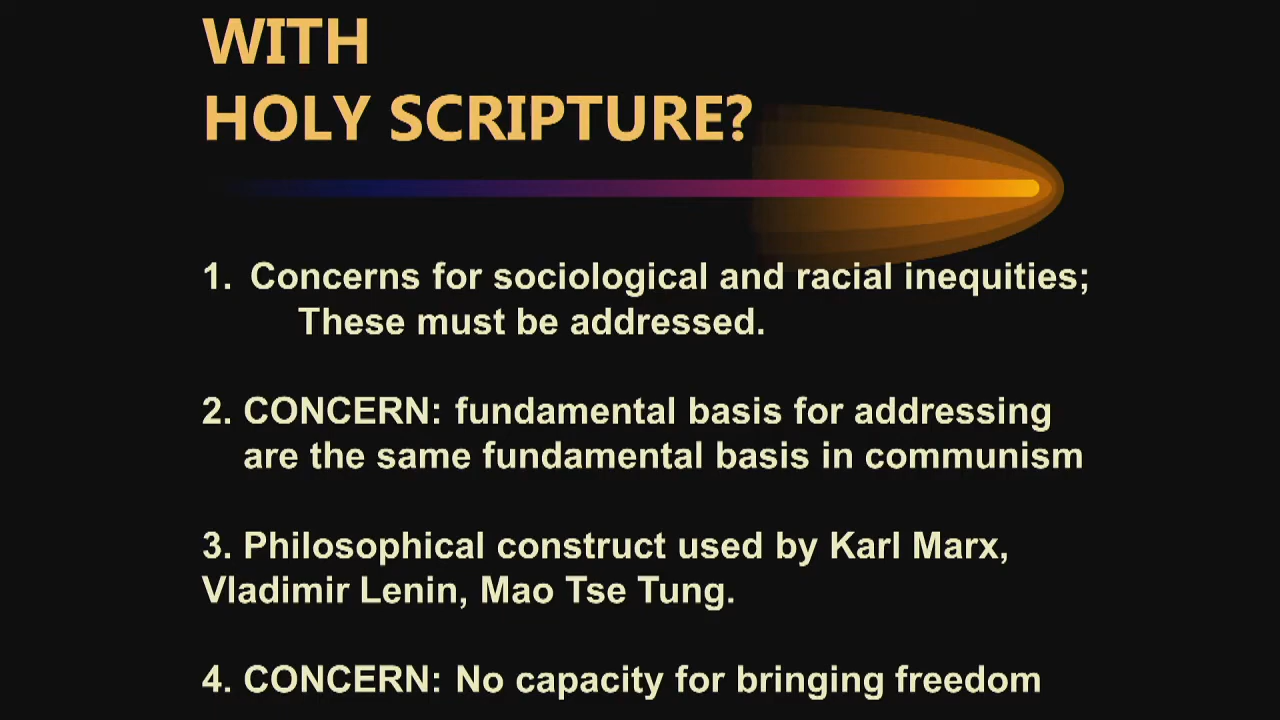 WITH
HOLY SCRIPTURE?
1. Concerns for sociological and racial inequities;
These must be addressed.
2. CONCERN: fundamental basis for addressing
are the same fundamental basis in communism
3. Philosophical construct used by Karl Marx,
Vladimir Lenin, Mao Tse Tung.
4. CONCERN: No capacity for bringing freedom